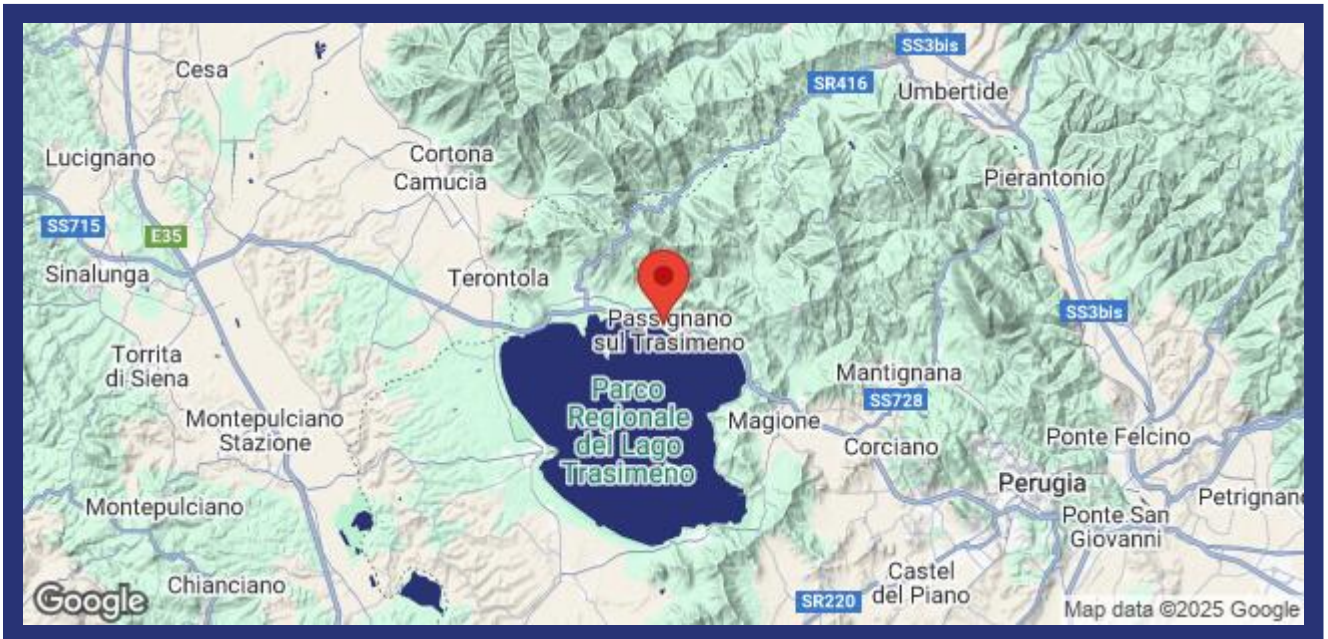 SS3bis
Cesa
SR416
Umbertide
Lucignano
Cortona
Camucia
Pierantonio
SS715
E35
Sinalunga
Terontola
SS3bis
Passignano
sul Trasimeno
Torrita
di Siena
Mantignana
Parco
Regionale
del Lago
Trasimeno
SS728
Montepulciano
Stazione
Magione
Corciano
Ponte Felcino
Perugia
Petrignano
Montepulciano
Ponte San
Giovanni
Chianciano
Castel
del Piano
SR220
Google
Map data ©2025 Google